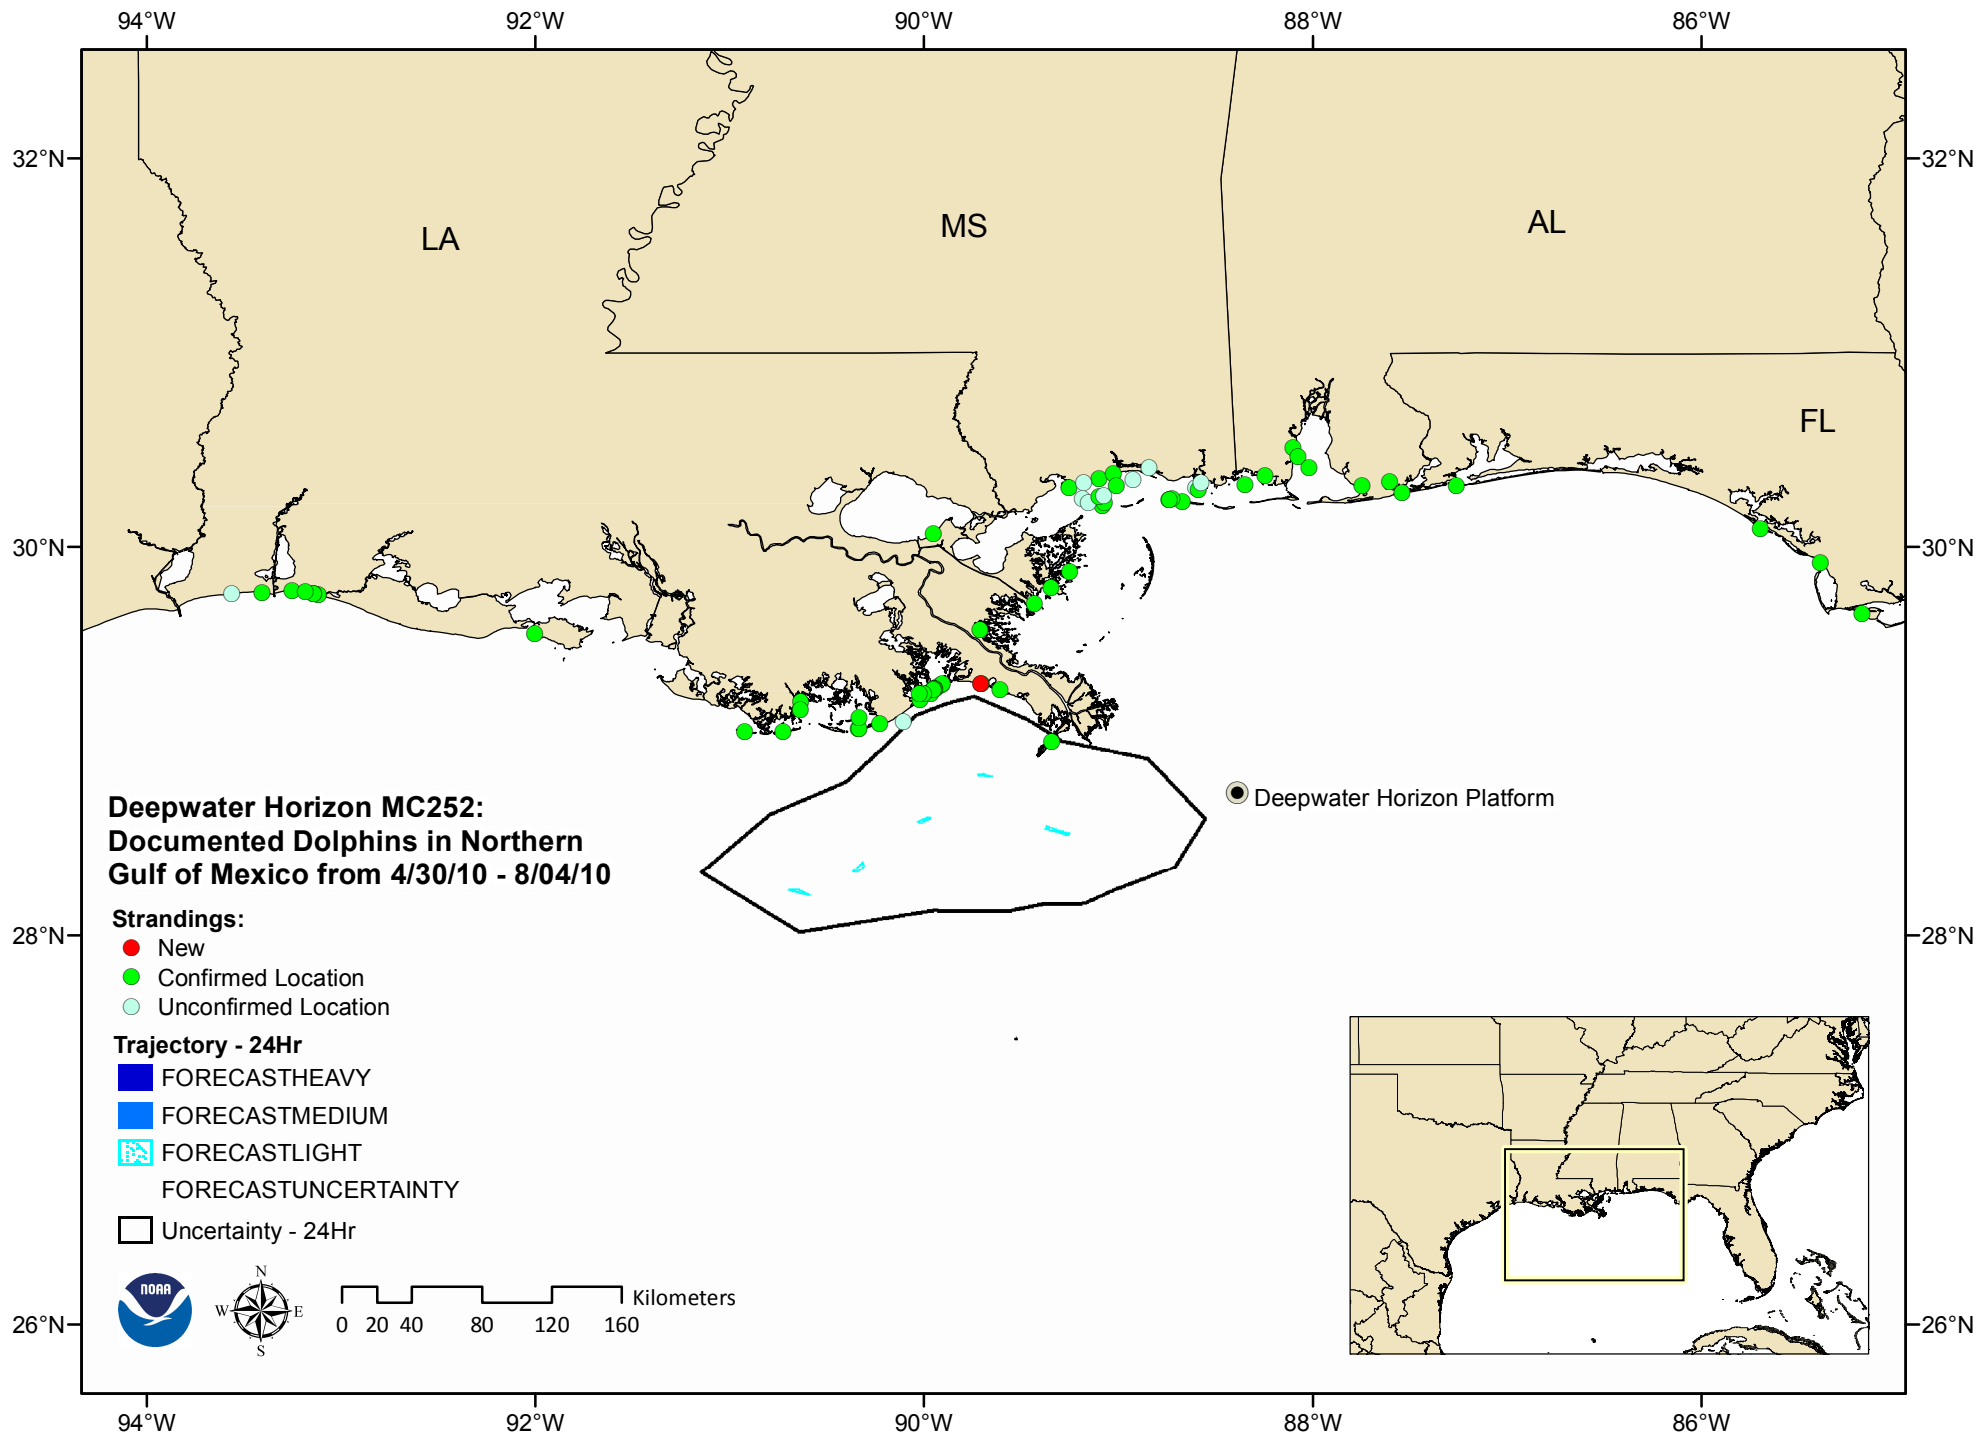 94°W 92°W 90°W 88°W 86°W
32°N 32°N
LA MS AL
FL
30°N 30°N
Deepwater Horizon Platform
Deepwater Horizon MC252:
Documented Dolphins in Northern
Gulf of Mexico from 4/30/10 - 8/04/10
Strandings:
28°N 28°N
New
Confirmed Location
Unconfirmed Location
Trajectory - 24Hr
FORECASTHEAVY
FORECASTMEDIUM
FORECASTLIGHT
FORECASTUNCERTAINTY
Uncertainty - 24Hr
NOAA
N
W E
S
Kilometers
0 20 40 80 120 160
26°N 26°N
94°W 92°W 90°W 88°W 86°W